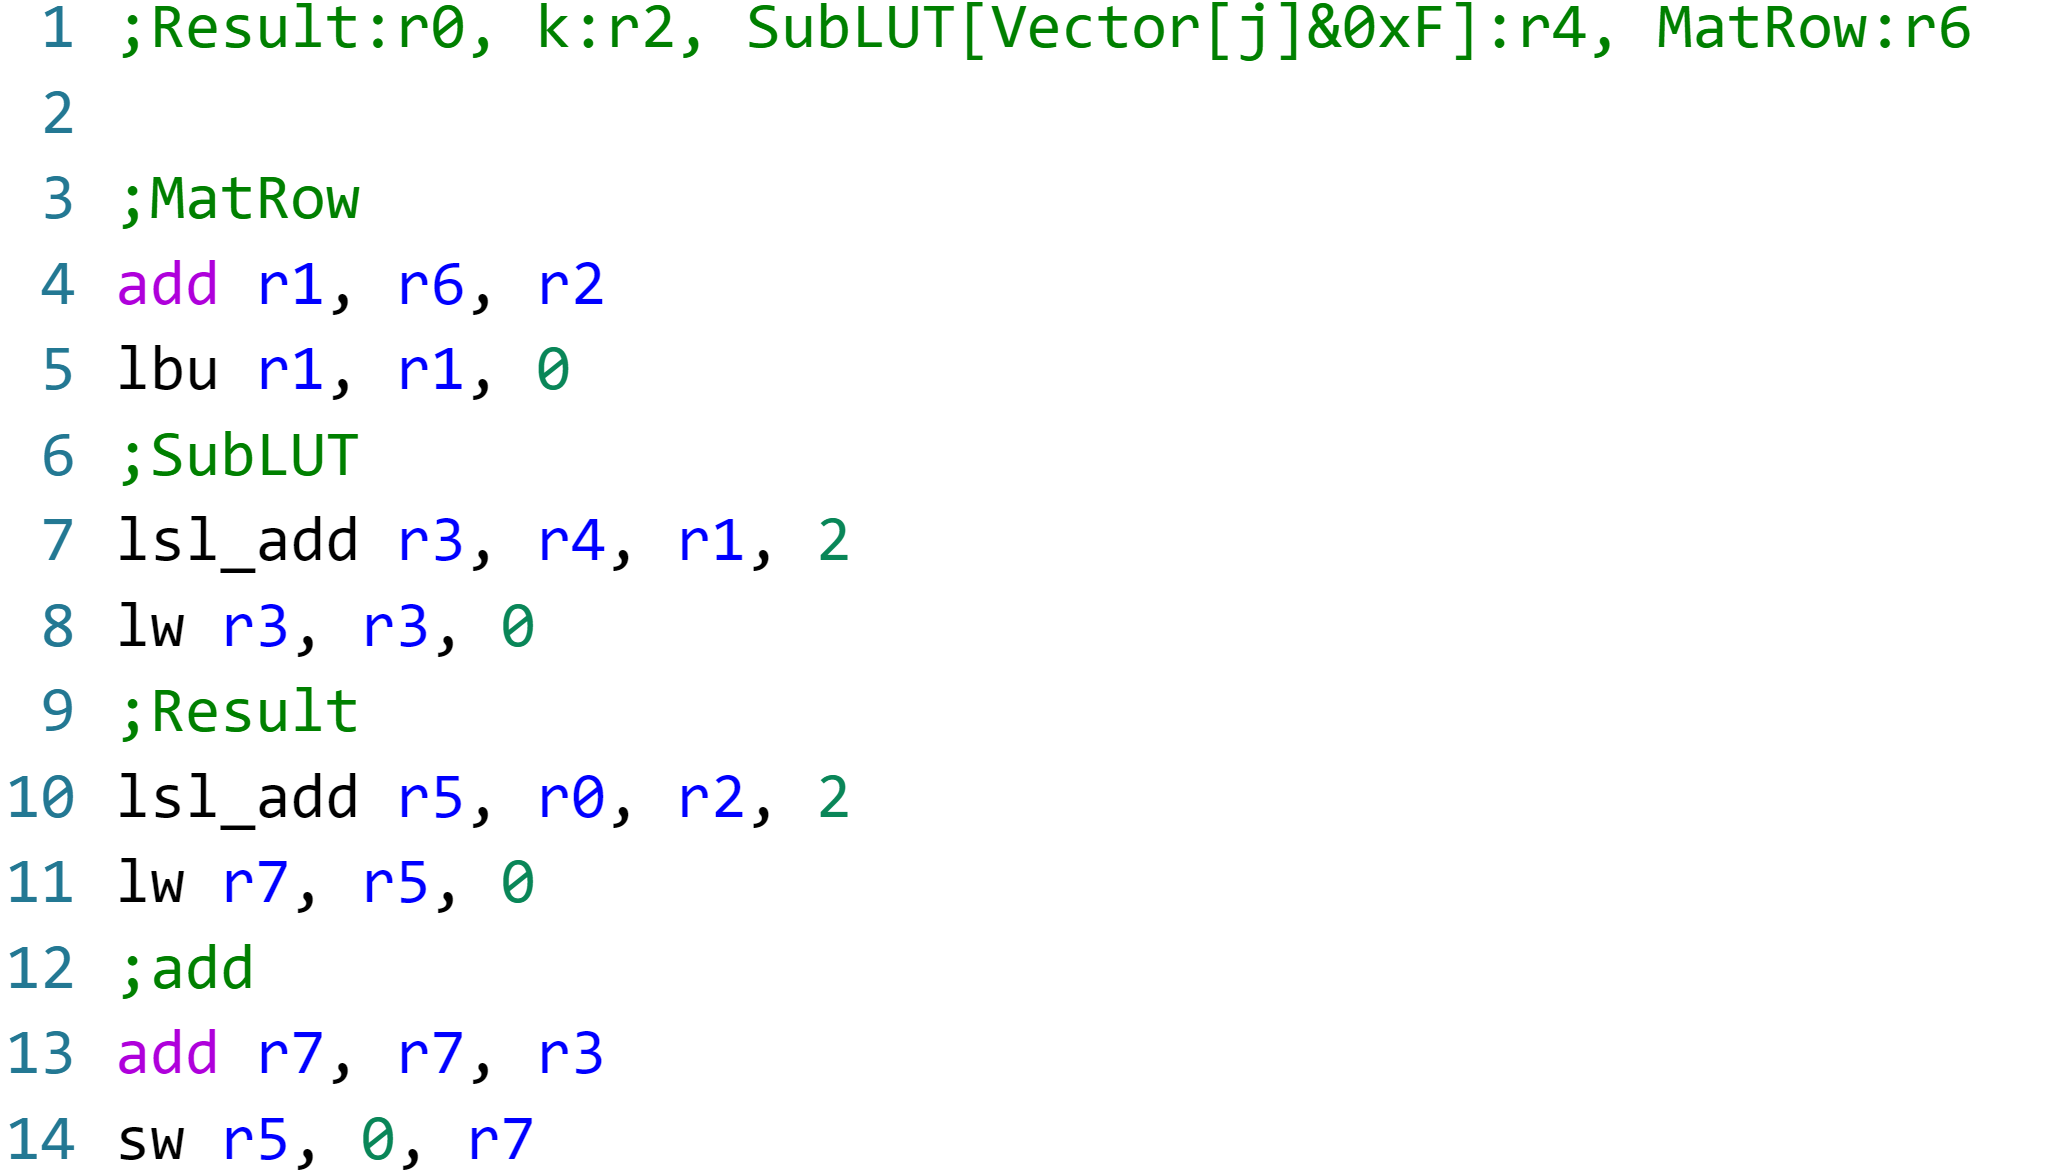 1 ;Result:r0, k:r2, SubLUT[Vector[j]&0xF]:r4, MatRow:r6
2
3 ;MatRow
4 add r1, r6, r2
5 lbu r1, r1, 0
6 ;SubLUT
7 lsl_add r3, r4, r1, 2
8 lw r3, r3, 0
9 ;Result
10 lsl_add r5, r0, r2, 2
11 lw r7, r5, 0
12 ;add
13 add r7, r7, r3
14 sw r5, 0, r7